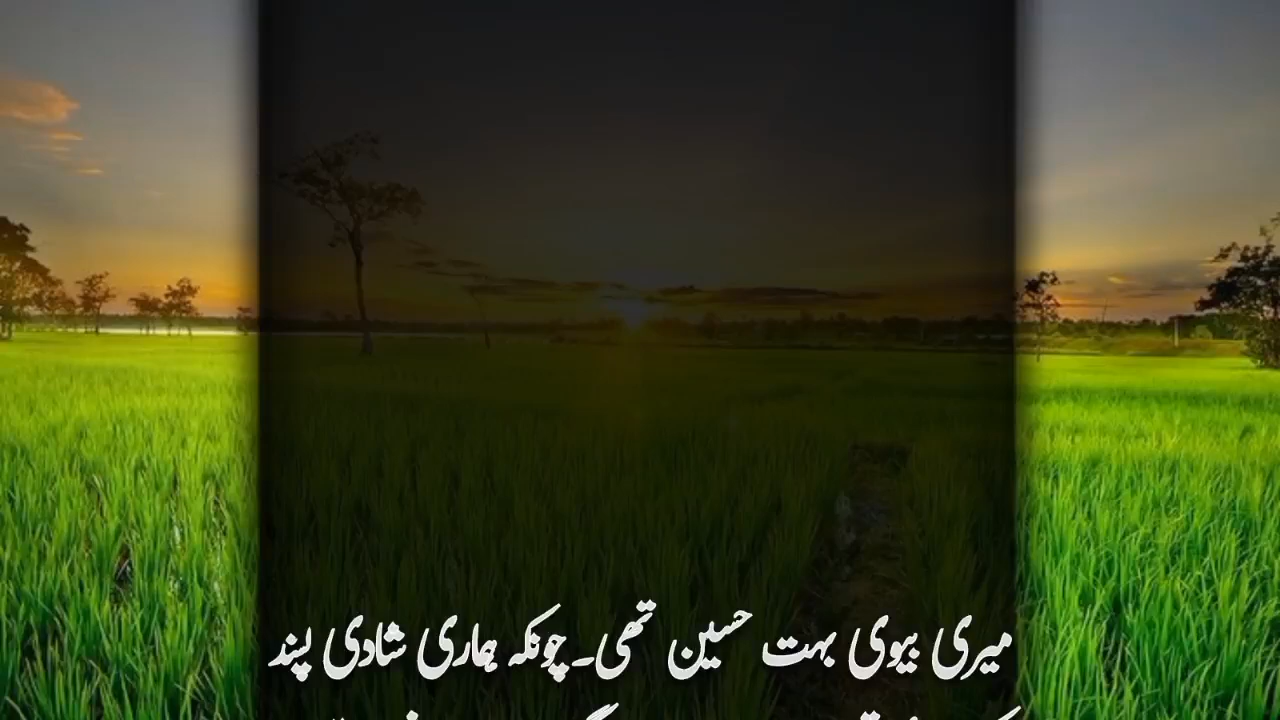 میری بیوی بہت حسین تھی۔ چونکہ ہماری شادی پسند